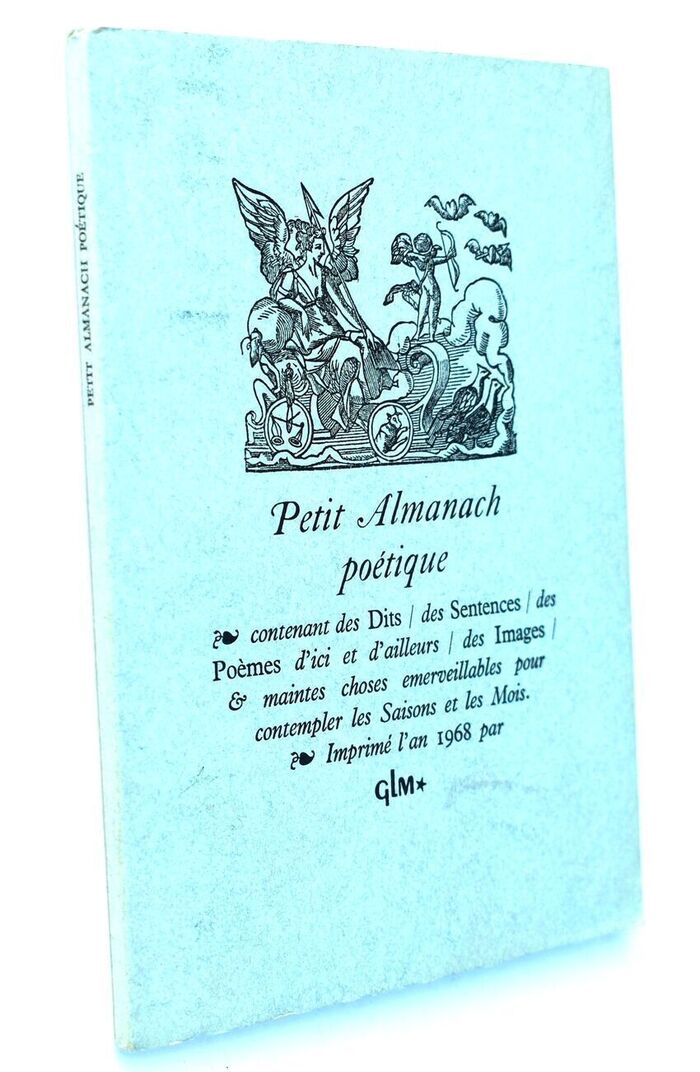 PETIT ALMANACH POÉTIQUE
Petit Almanach
poétique
contenant des Dits / des Sentences / des
Poèmes d'ici et d'ailleurs / des Images /
& maintes choses emerveillables pour
contempler les Saisons et les Mois.
Imprimé l'an 1968 par
GLM